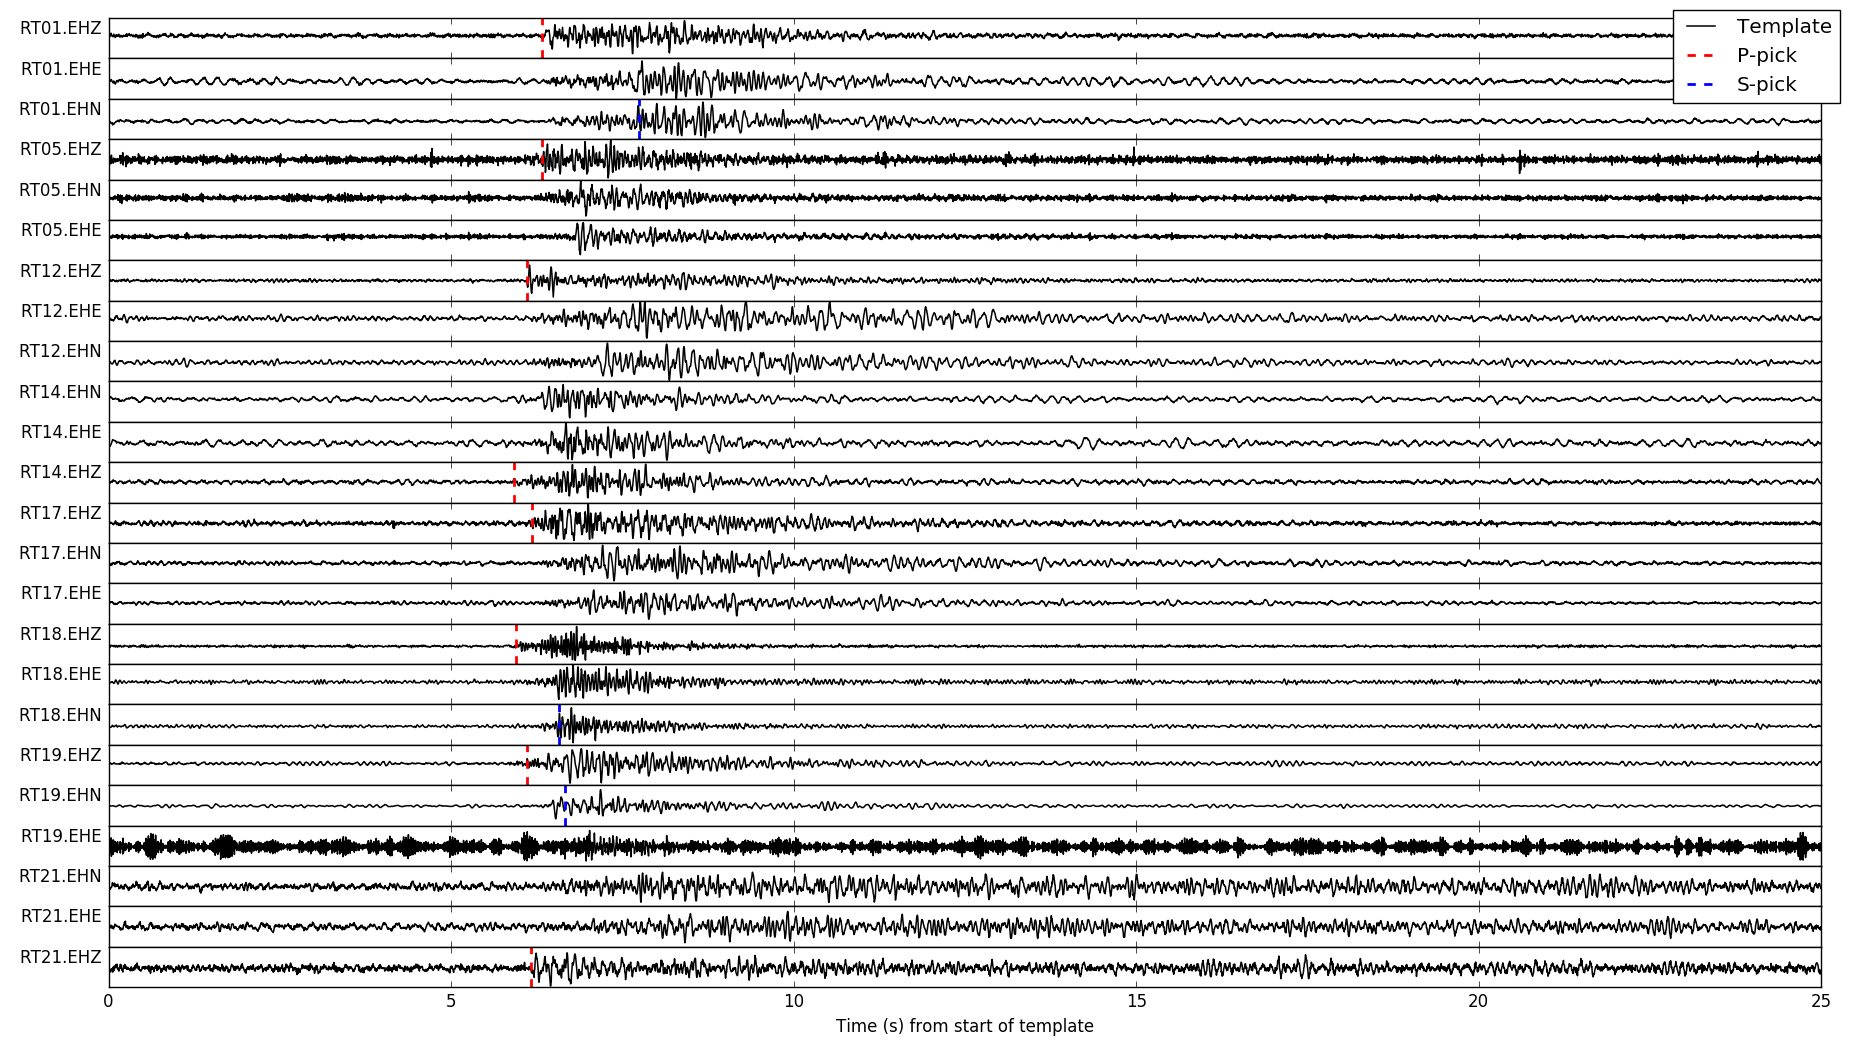 RT01.EHZ
RT01.EHE
RT01.EHN
RT05.EHZ
RT05.EHN
RT05.EHE
RT12.EHZ
RT12.EHE
RT12.EHN
RT14.EHN
RT14.EHE
RT14.EHZ
RT17.EHZ
RT17.EHN
RT17.EHE
RT18.EHZ
RT18.EHE
RT18.EHN
RT19.EHZ
RT19.EHN
RT19.EHE
RT21.EHN
RT21.EHE
RT21.EHZ
Template
P-pick
S-pick
0 5 10 15 20 25
Time (s) from start of template